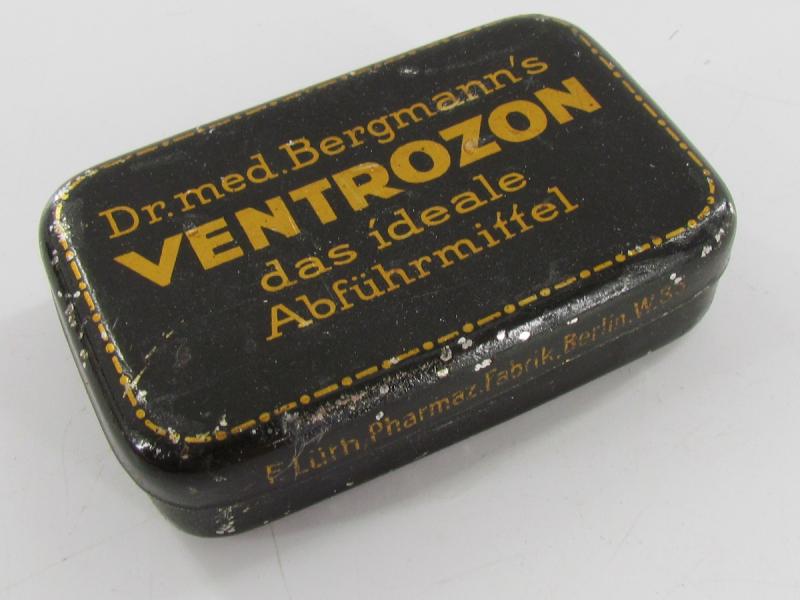 Dr. med. Bergmann's
VENTROZON
das ideale
Abführmittel
F. Lüth, Pharmaz. Fabrik. Berlin. W.